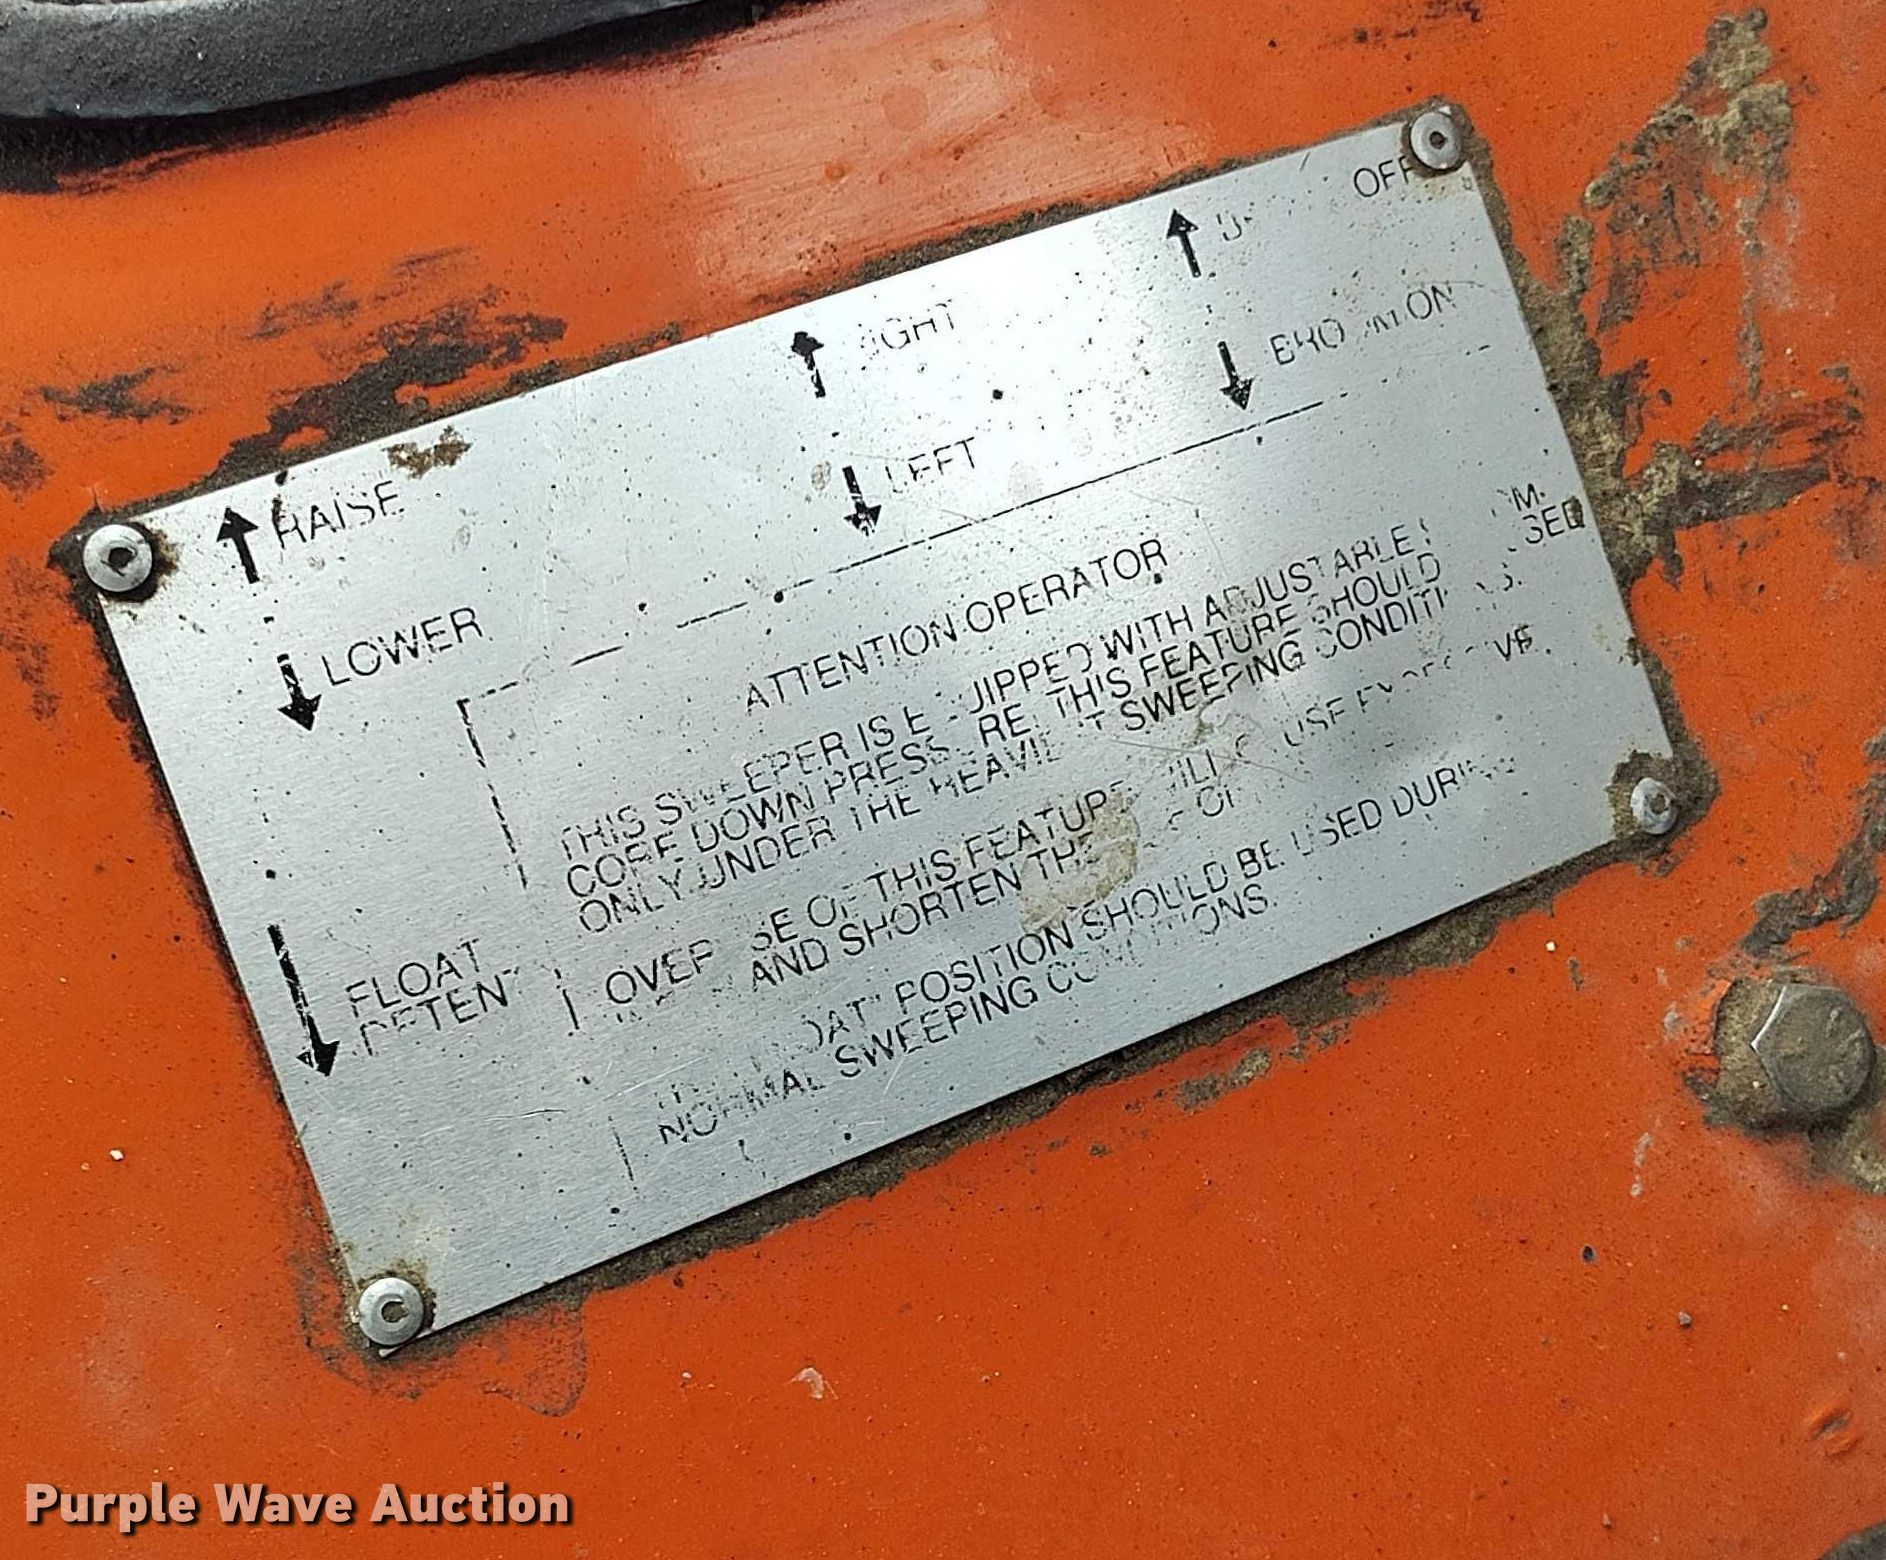 OFF
RIGHT
ON
LEFT
RAISE
LOWER
FLOAT
DETENT
ATTENTION OPERATOR
THIS SWEEPER IS EQUIPPED WITH ADJUSTABLE
CORE DOWN PRESSURE. THIS FEATURE SHOULD USED
ONLY UNDER THE HEAVIEST SWEEPING CONDITIONS.
OVER USE OF THIS FEATURE WILL CAUSE EXCESSIVE
AND SHORTEN THE OF
"FLOAT" POSITION SHOULD BE USED DURING
NORMAL SWEEPING CONDITIONS.
Purple Wave Auction